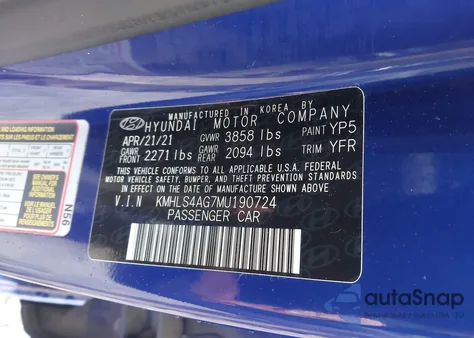 MANUFACTURED IN KOREA BY
HYUNDAI MOTOR COMPANY
APR/21/21 GVWR 3858 lbs PAINT YP5
GAWR FRONT 2271 lbs GAWR REAR 2094 lbs TRIM YFR
THIS VEHICLE CONFORMS TO ALL APPLICABLE U.S.A. FEDERAL
MOTOR VEHICLE SAFETY, BUMPER, AND THEFT PREVENTION STANDARDS
IN EFFECT ON THE DATE OF MANUFACTURE SHOWN ABOVE.
V.I.N KMHLS4AG7MU190724
PASSENGER CAR
N56
autoSnap